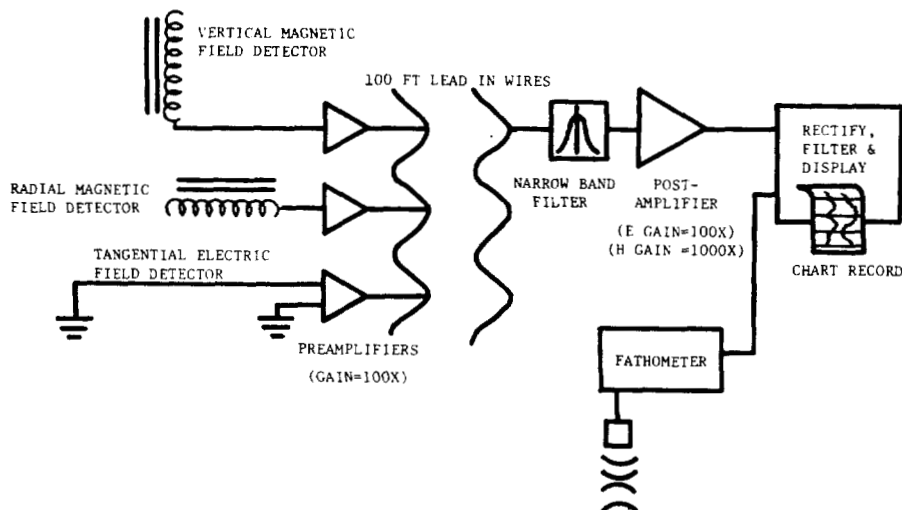 VERTICAL MAGNETIC
FIELD DETECTOR
100 FT LEAD IN WIRES
RECTIFY,
FILTER &
DISPLAY
RADIAL MAGNETIC
FIELD DETECTOR
NARROW BAND
FILTER
POST-
AMPLIFIER
(E GAIN=100X)
(H GAIN =1000X)
TANGENTIAL ELECTRIC
FIELD DETECTOR
CHART RECORD
PREAMPLIFIERS
(GAIN=100X)
FATHOMETER